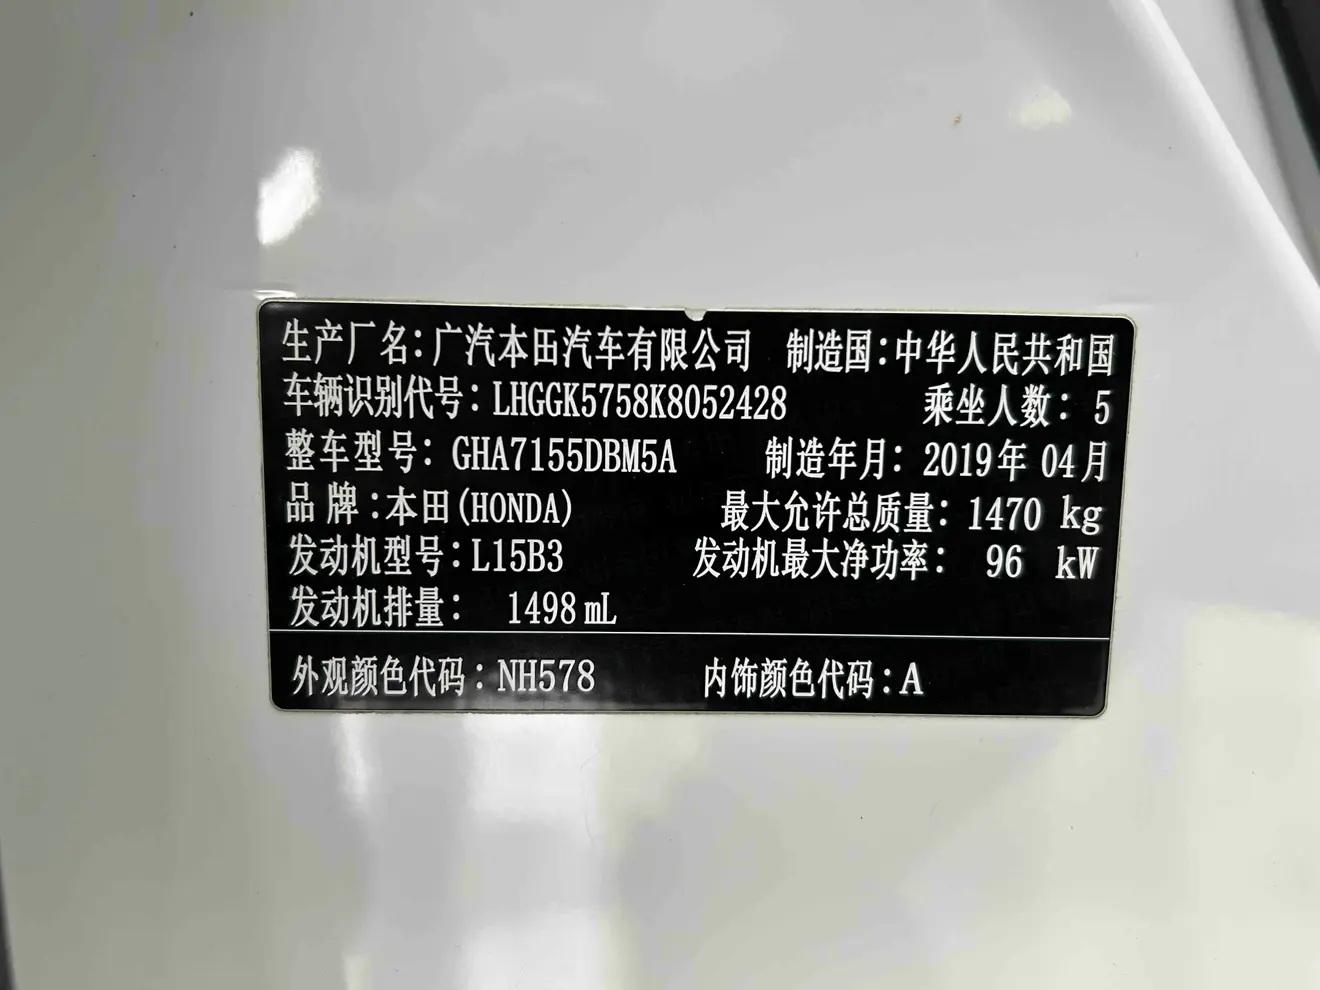 生产厂名：广汽本田汽车有限公司 制造国：中华人民共和国
车辆识别代号：LHGGK5758K8052428 乘坐人数：5
整车型号：GHA7155DBM5A 制造年月：2019年 04月
品 牌：本田(HONDA) 最大允许总质量：1470 kg
发动机型号：L15B3 发动机最大净功率： 96 kW
发动机排量： 1498 mL
外观颜色代码：NH578 内饰颜色代码：A